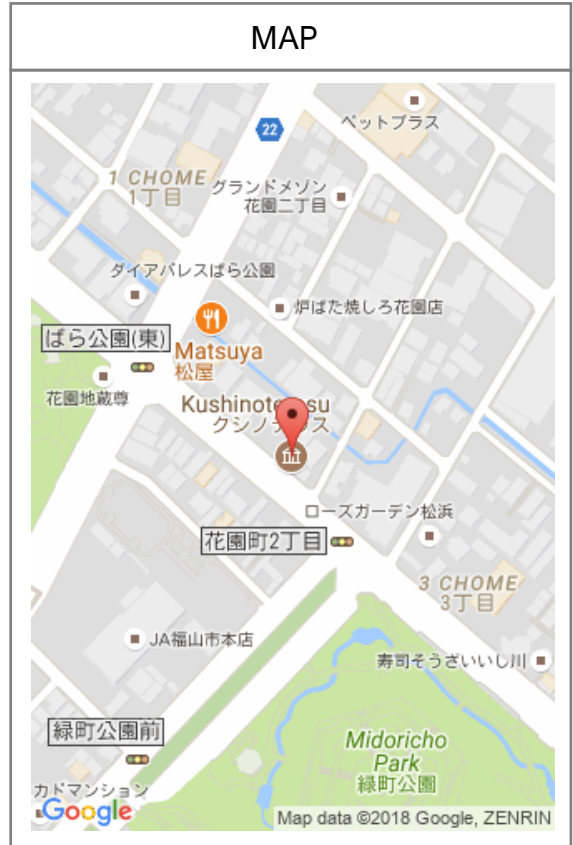 MAP
22
ペットプラス
1 CHOME
1丁目
グランドメゾン
花園二丁目
ダイアパレスばら公園
炉ばた焼しろ花園店
ばら公園(東)
Matsuya
松屋
花園地蔵尊
ローズガーデン松浜
花園町2丁目
3 CHOME
3丁目
JA福山市本店
寿司そうざいいし川
緑町公園前
Midoricho
Park
緑町公園
カドマンション
Google
Map data ©2018 Google, ZENRIN